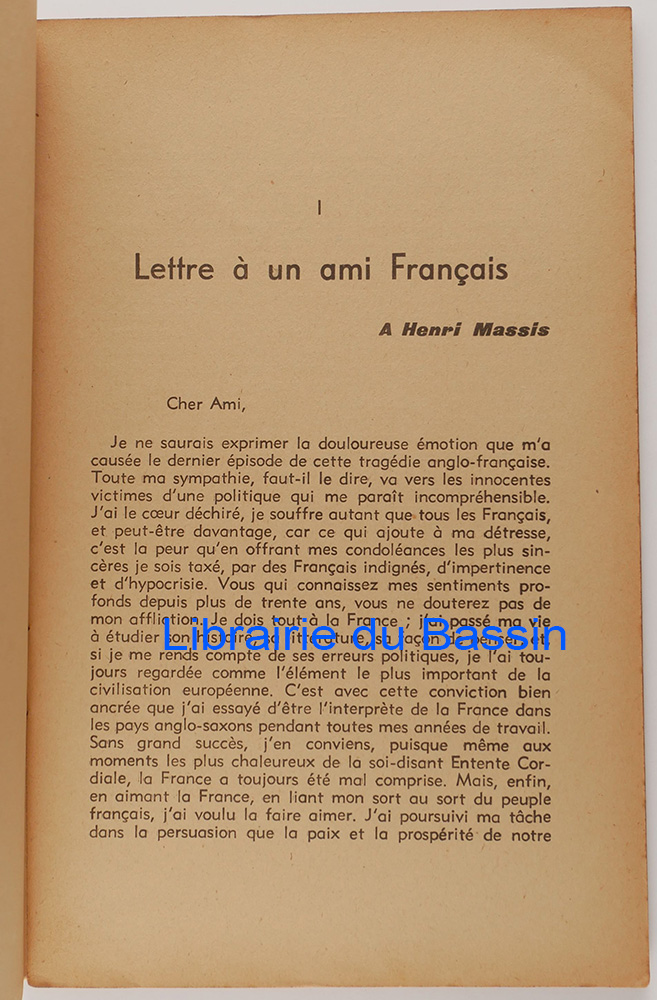 I
Lettre à un ami Français
A Henri Massis
Cher Ami,
Je ne saurais exprimer la douloureuse émotion que m'a
causée le dernier épisode de cette tragédie anglo-française.
Toute ma sympathie, faut-il le dire, va vers les innocentes
victimes d'une politique qui me paraît incompréhensible.
J'ai le cœur déchiré, je souffre autant que tous les Français,
et peut-être davantage, car ce qui ajoute à ma détresse,
c'est la peur qu'en offrant mes condoléances les plus sin-
cères je sois taxé, par des Français indignés, d'impertinence
et d'hypocrisie. Vous qui connaissez mes sentiments pro-
fonds depuis plus de trente ans, vous ne douterez pas de
mon affliction. Je dois tout à la France ; j'ai passé ma vie
à étudier son histoire, sa littérature, sa façon de penser, et
Librairie du Bassin
si je me rends compte de ses erreurs politiques, je l'ai tou-
jours regardée comme l'élément le plus important de la
civilisation européenne. C'est avec cette conviction bien
ancrée que j'ai essayé d'être l'interprète de la France dans
les pays anglo-saxons pendant toutes mes années de travail.
Sans grand succès, j'en conviens, puisque même aux
moments les plus chaleureux de la soi-disant Entente Cor-
diale, la France a toujours été mal comprise. Mais, enfin,
en aimant la France, en liant mon sort au sort du peuple
français, j'ai voulu la faire aimer. J'ai poursuivi ma tâche
dans la persuasion que la paix et la prospérité de notre